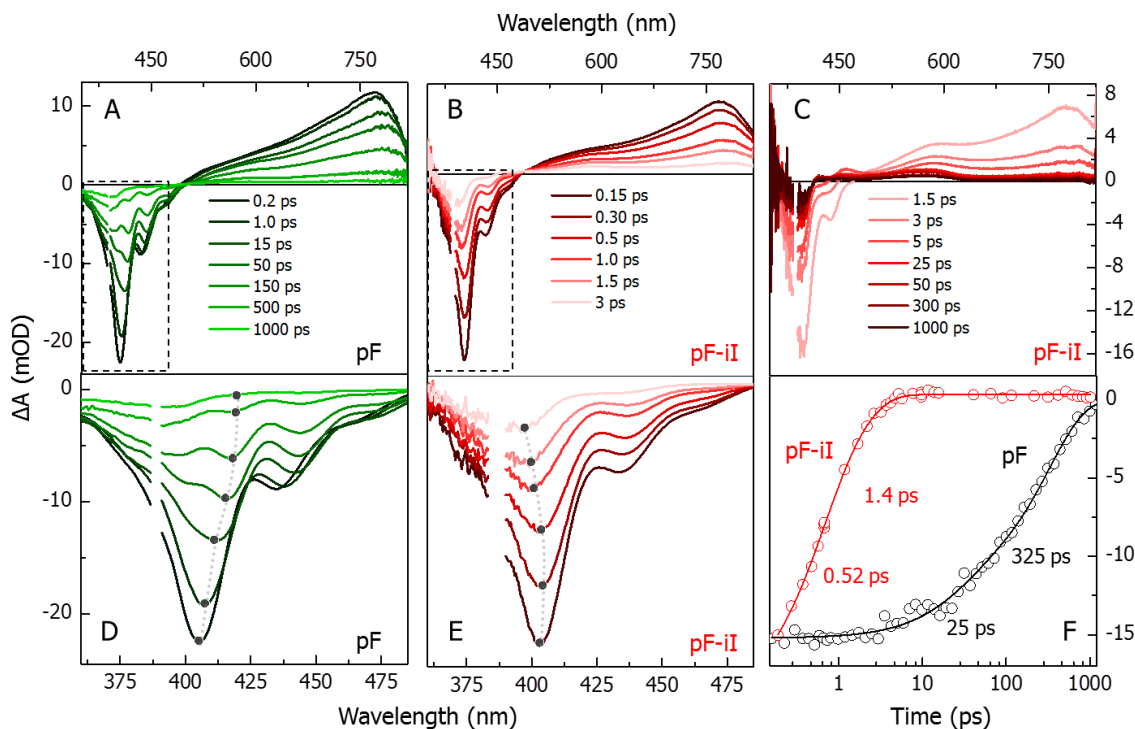 Wavelength (nm)
450 600 750
450 600 750
450 600 750
A
B
C
10
0
-10
-20
8
4
0
-4
-8
-12
-16
0.2 ps
1.0 ps
15 ps
50 ps
150 ps
500 ps
1000 ps
pF
0.15 ps
0.30 ps
0.5 ps
1.0 ps
1.5 ps
3 ps
pF-iI
1.5 ps
3 ps
5 ps
25 ps
50 ps
300 ps
1000 ps
pF-iI
ΔA (mOD)
0
-10
-20
D
pF
E
pF-iI
pF-iI
pF
1.4 ps
0.52 ps
325 ps
25 ps
F
0
-5
-10
-15
375 400 425 450 475
375 400 425 450 475
1 10 100 1000
Wavelength (nm)
Time (ps)